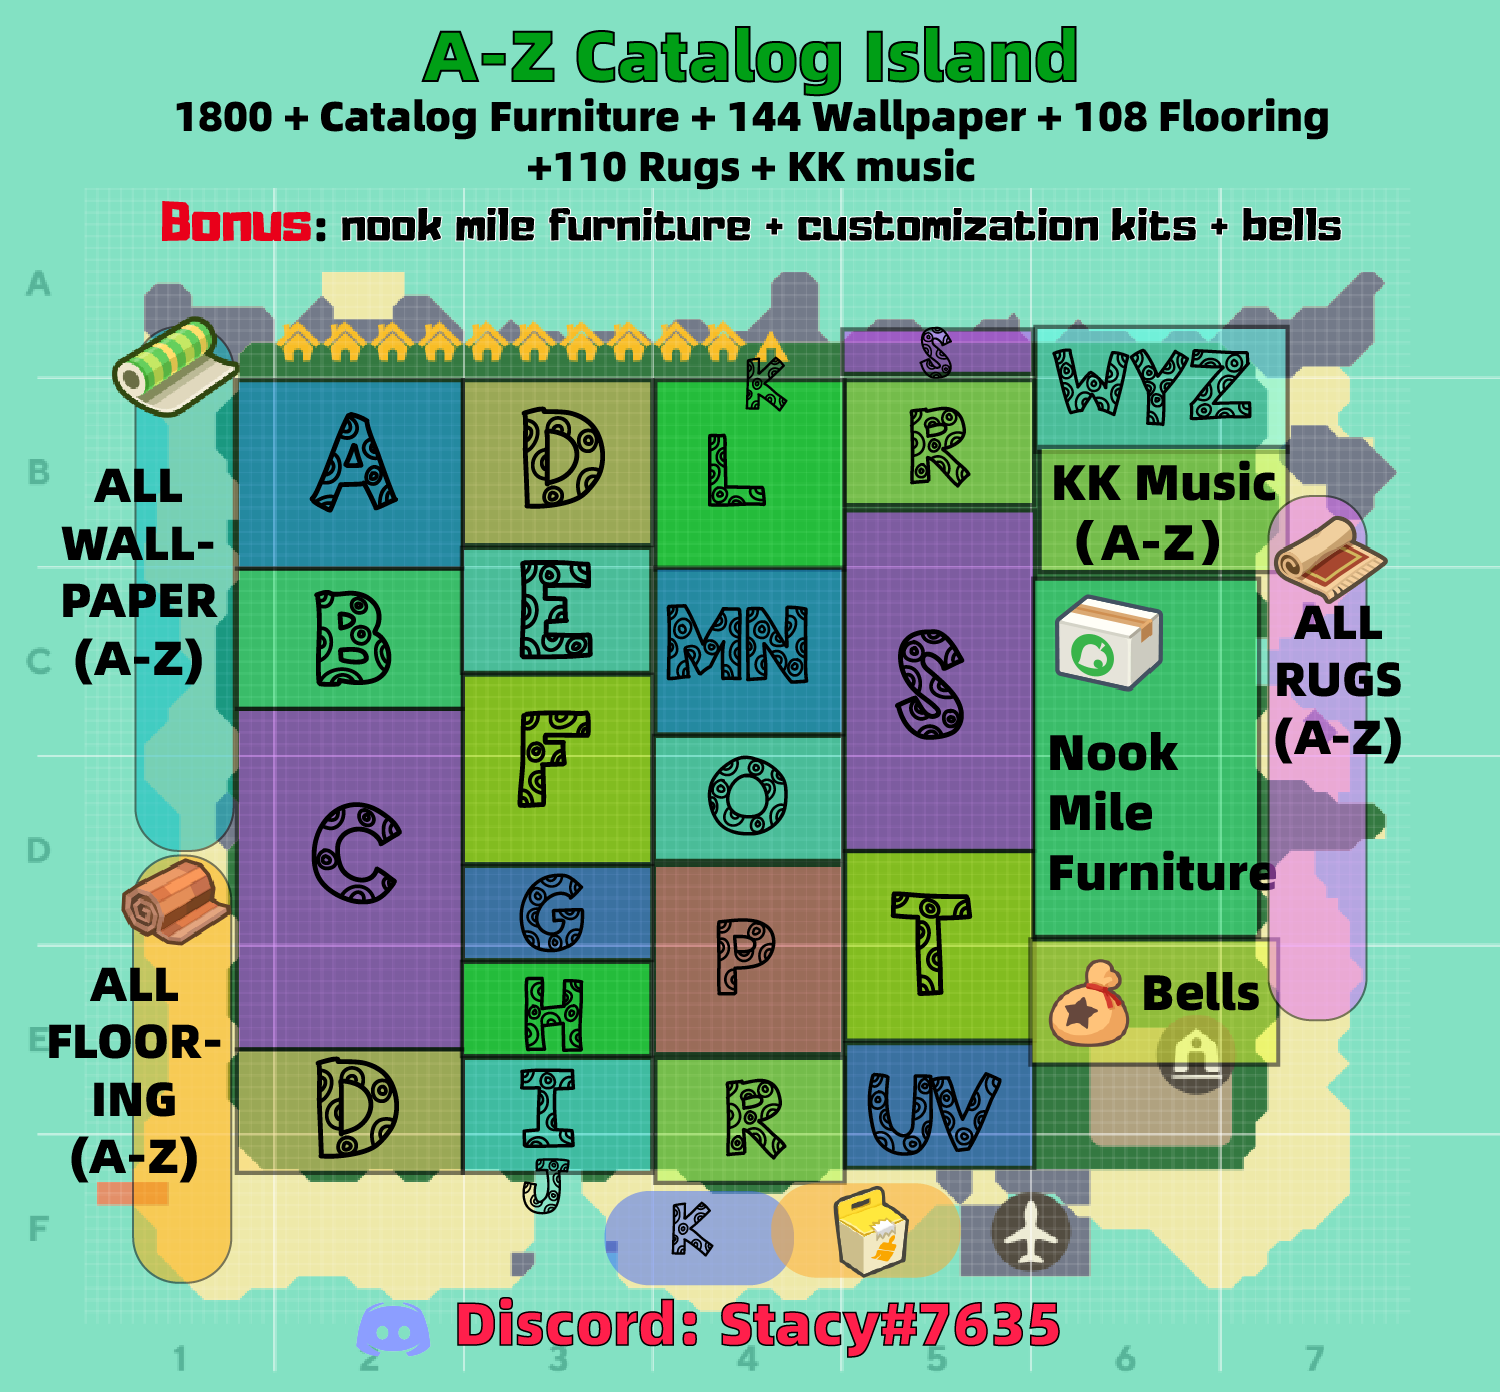 A-Z Catalog Island
1800 + Catalog Furniture + 144 Wallpaper + 108 Flooring
+110 Rugs + KK music
Bonus: nook mile furniture + customization kits + bells
A
B
C
D
E
F
ALL
WALL-
PAPER
(A-Z)
ALL
FLOOR-
ING
(A-Z)
A
B
C
D
D
E
F
G
H
I
J
K
L
MN
O
P
R
K
S
R
S
T
UV
WYZ
KK Music
(A-Z)
Nook
Mile
Furniture
Bells
ALL
RUGS
(A-Z)
Discord: Stacy#7635
1 2 3 4 5 6 7